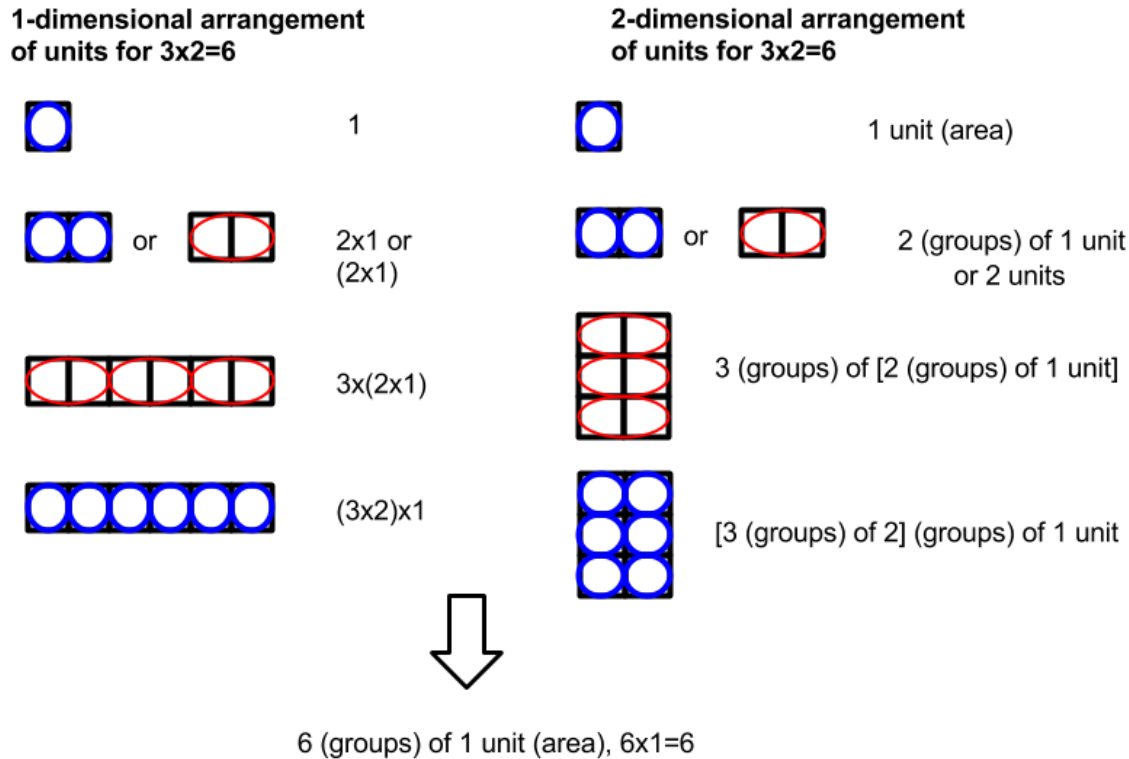 1-dimensional arrangement
of units for 3x2=6
1
or
2x1 or
(2x1)
3x(2x1)
(3x2)x1
2-dimensional arrangement
of units for 3x2=6
1 unit (area)
or
2 (groups) of 1 unit
or 2 units
3 (groups) of [2 (groups) of 1 unit]
[3 (groups) of 2] (groups) of 1 unit
6 (groups) of 1 unit (area), 6x1=6